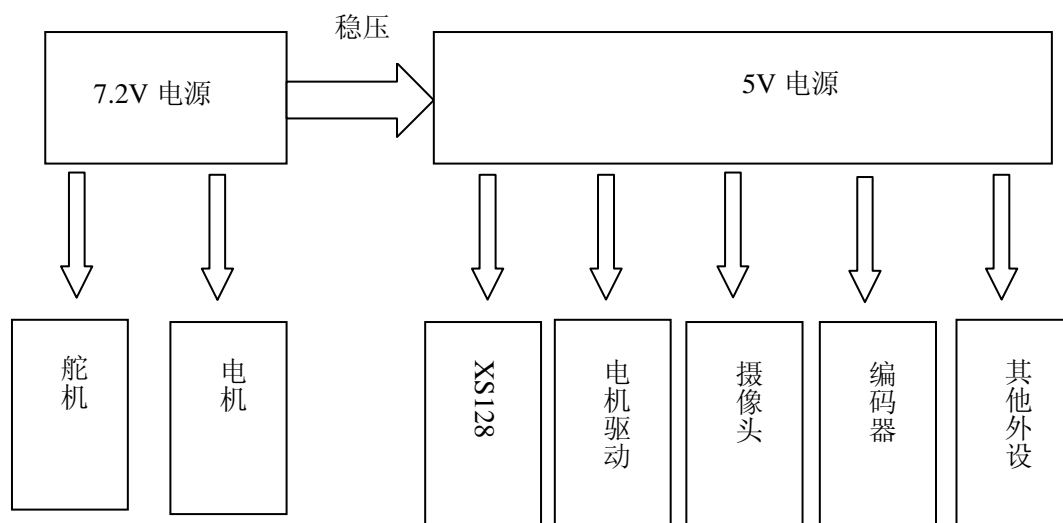 稳压
7.2V 电源
5V 电源
舵机
电机
XS128
电机驱动
摄像头
编码器
其他外设